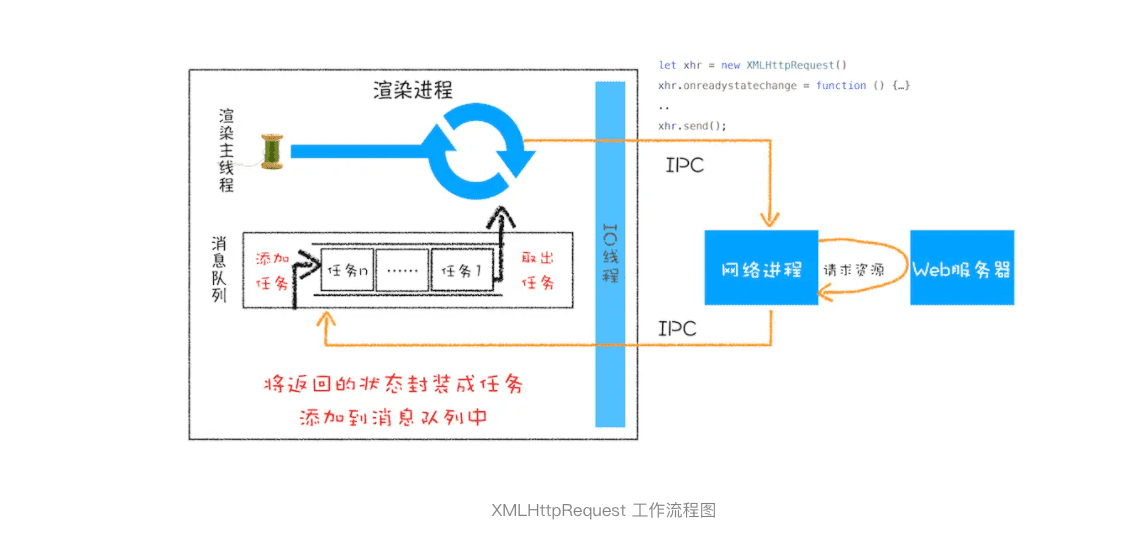 let xhr = new XMLHttpRequest()
xhr.onreadystatechange = function () {…}
..
xhr.send();
渲染进程
渲染主线程
IPC
消息队列
添加
任务
任务n
……
任务1
取出
任务
IO线程
网络进程
请求资源
Web服务器
IPC
将返回的状态封装成任务
添加到消息队列中
XMLHttpRequest 工作流程图